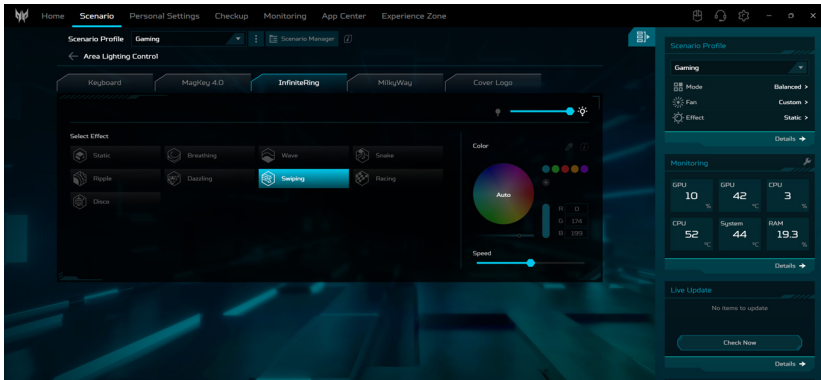 Home Scenario Personal Settings Checkup Monitoring App Center Experience Zone
Scenario Profile Gaming Scenario Manager
Area Lighting Control
Keyboard MagKey 4.0 InfiniteRing MilkyWay Cover Logo
Select Effect
Static Breathing Wave Snake
Ripple Dazzling Swiping Racing
Disco
Color
Auto
R 0
G 174
B 199
Speed
Scenario Profile
Gaming
Mode Balanced >
Fan Custom >
Effect Static >
Details
Monitoring
GPU GPU CPU
10 % 42 °C 3 %
CPU System RAM
52 °C 44 °C 19.3 %
Details
Live Update
No items to update
Check Now
Details